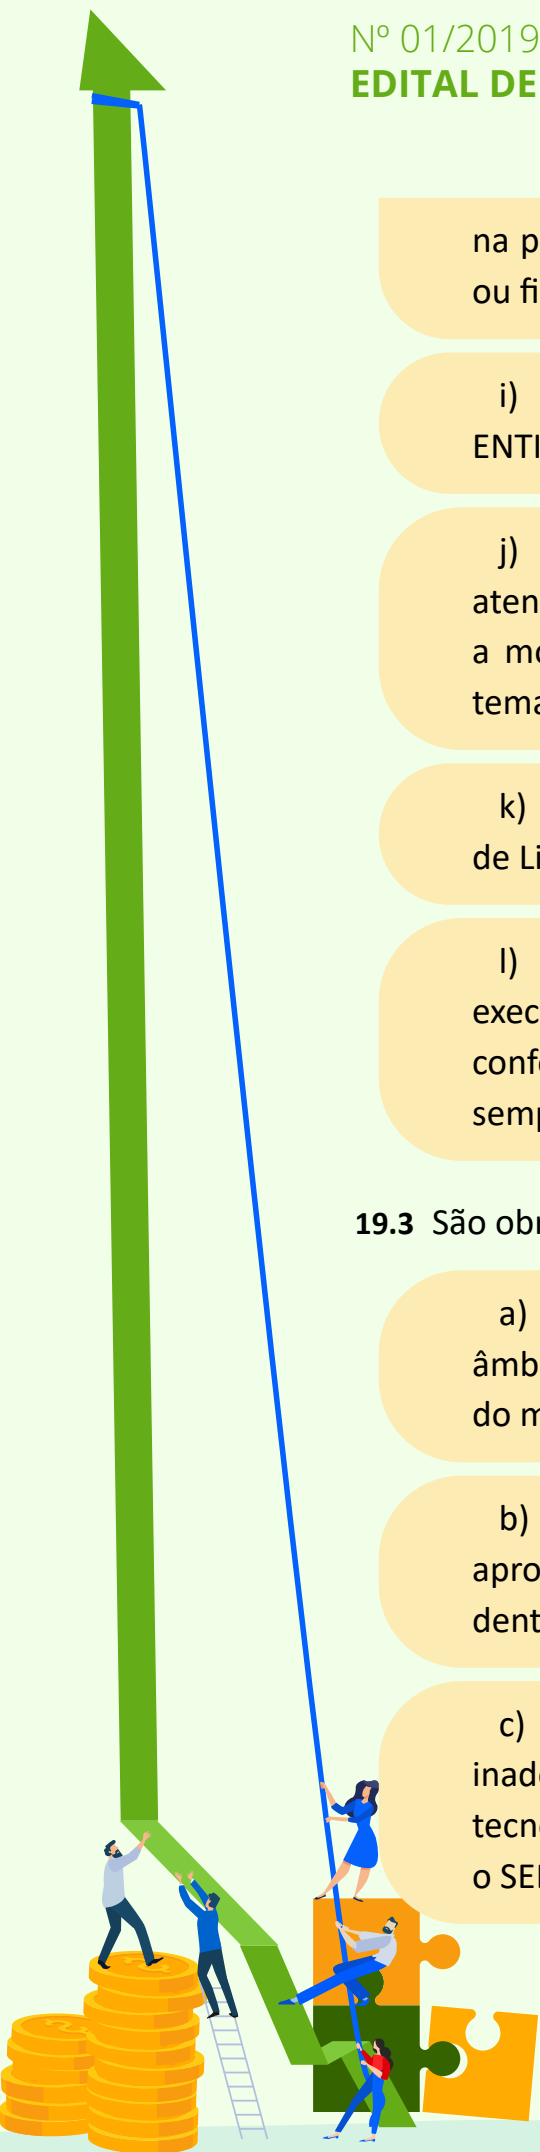 Nº 01/2019
EDITAL DE
na p
ou fi
i)
ENTI
j)
aten
a mo
tema
k)
de Li
l)
exec
conf
semp
19.3 São obr
a)
âmb
do m
b)
apro
dent
c)
inad
tecn
o SE